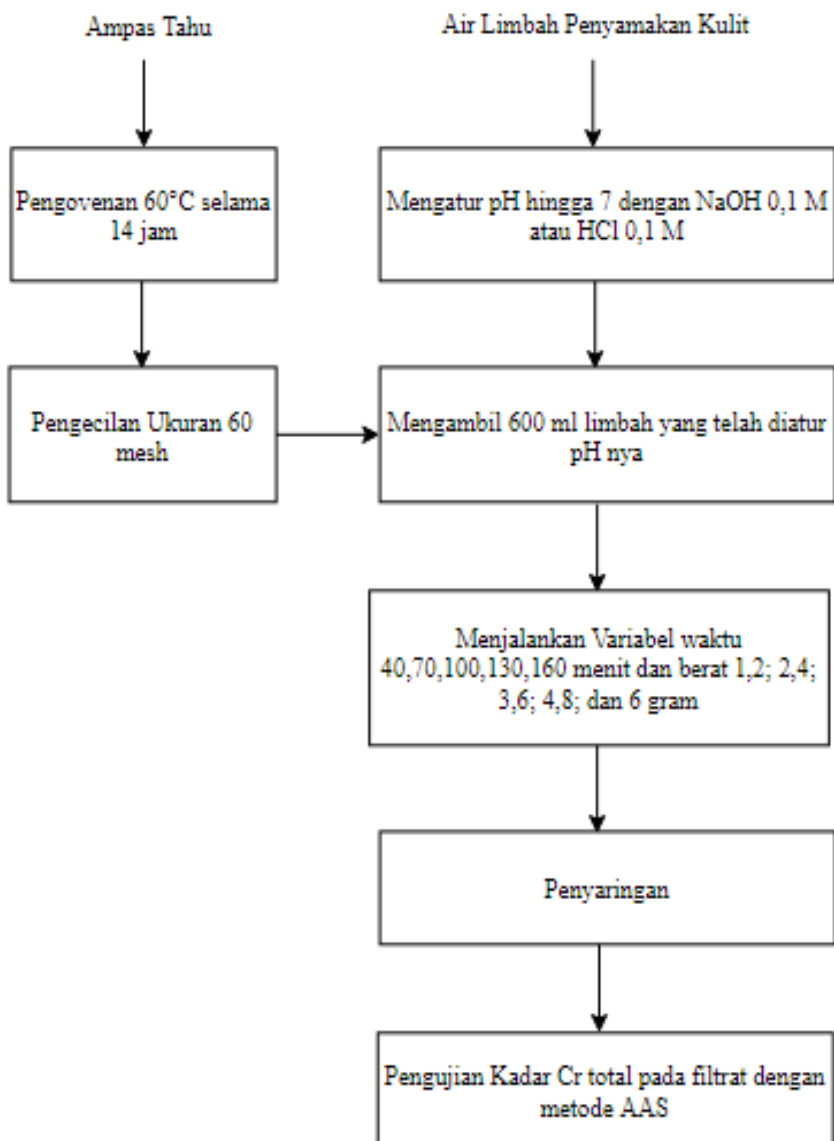 Ampas Tahu
Air Limbah Penyamakan Kulit
Pengovenan 60°C selama
14 jam
Mengatur pH hingga 7 dengan NaOH 0,1 M
atau HCl 0,1 M
Pengecilan Ukuran 60
mesh
Mengambil 600 ml limbah yang telah diatur
pH nya
Menjalankan Variabel waktu
40,70,100,130,160 menit dan berat 1,2; 2,4;
3,6; 4,8; dan 6 gram
Penyaringan
Pengujian Kadar Cr total pada filtrat dengan
metode AAS